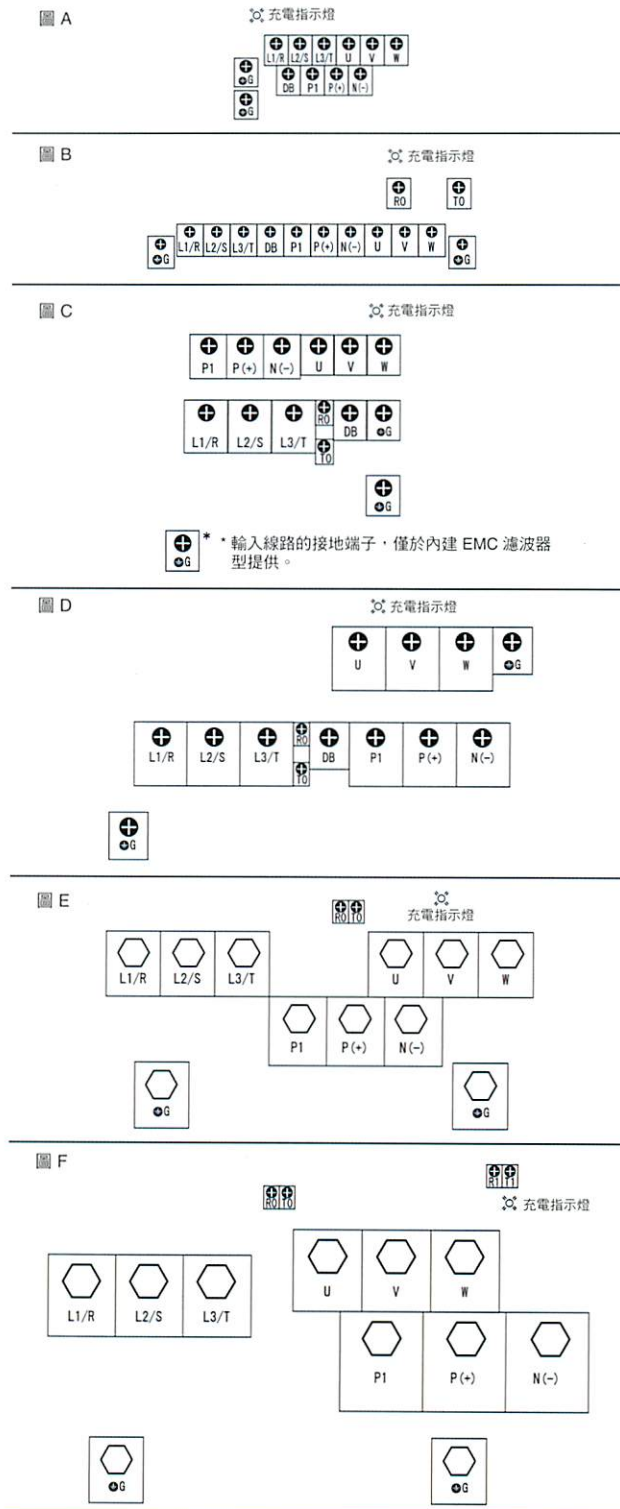 圖 A
充電指示燈
L1/R L2/S L3/T U V W
G DB P1 P(+) N(-)
G
圖 B
充電指示燈
R0 T0
G L1/R L2/S L3/T DB P1 P(+) N(-) U V W G
圖 C
充電指示燈
P1 P(+) N(-) U V W
L1/R L2/S L3/T R0 DB G
T0
G
G * * 輸入線路的接地端子,僅於內建 EMC 濾波器
型提供。
圖 D
充電指示燈
U V W G
L1/R L2/S L3/T R0 DB P1 P(+) N(-)
T0
G
圖 E
R0 T0
充電指示燈
L1/R L2/S L3/T U V W
P1 P(+) N(-)
G G
圖 F
R1 T1
R0 T0
充電指示燈
U V W
L1/R L2/S L3/T
P1 P(+) N(-)
G G